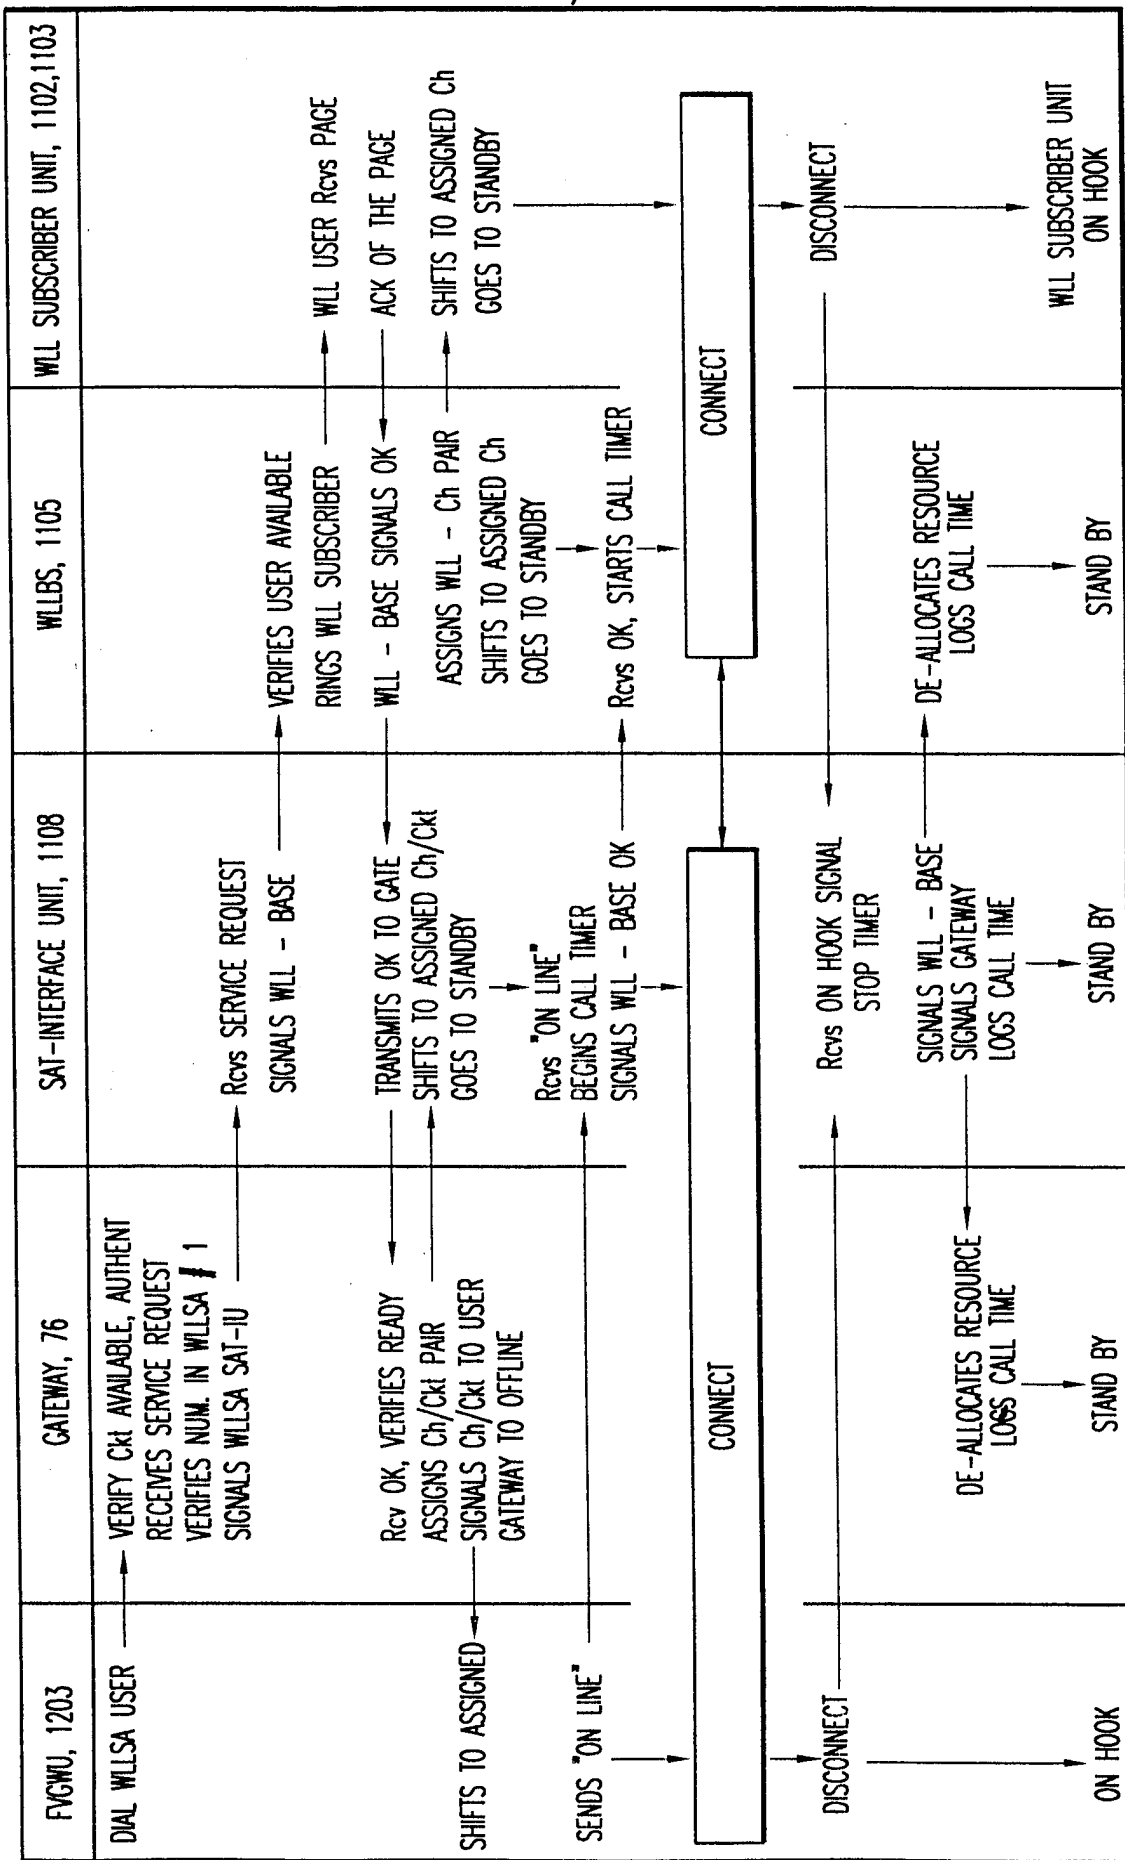 FVGWU, 1203
GATEWAY, 76
SAT-INTERFACE UNIT, 1108
WLLBS, 1105
WLL SUBSCRIBER UNIT, 1102,1103
DIAL WLLSA USER
VERIFY Ckt AVAILABLE, AUTHENT
RECEIVES SERVICE REQUEST
VERIFIES NUM. IN WLLSA # 1
SIGNALS WLLSA SAT-IU
Rcvs SERVICE REQUEST
SIGNALS WLL - BASE
VERIFIES USER AVAILABLE
RINGS WLL SUBSCRIBER
WLL USER Rcvs PAGE
ACK OF THE PAGE
WLL - BASE SIGNALS OK
TRANSMITS OK TO GATE
SHIFTS TO ASSIGNED Ch/Ckt
GOES TO STANDBY
Rcv OK, VERIFIES READY
ASSIGNS Ch/Ckt PAIR
SIGNALS Ch/Ckt TO USER
GATEWAY TO OFFLINE
SHIFTS TO ASSIGNED
ASSIGNS WLL - Ch PAIR
SHIFTS TO ASSIGNED Ch
GOES TO STANDBY
SHIFTS TO ASSIGNED Ch
GOES TO STANDBY
SENDS "ON LINE"
Rcvs "ON LINE"
BEGINS CALL TIMER
SIGNALS WLL - BASE OK
Rcvs OK, STARTS CALL TIMER
CONNECT
CONNECT
DISCONNECT
DISCONNECT
Rcvs ON HOOK SIGNAL
STOP TIMER
SIGNALS WLL - BASE
SIGNALS GATEWAY
LOGS CALL TIME
DE-ALLOCATES RESOURCE
LOGS CALL TIME
DE-ALLOCATES RESOURCE
LOGS CALL TIME
ON HOOK
STAND BY
STAND BY
STAND BY
WLL SUBSCRIBER UNIT
ON HOOK